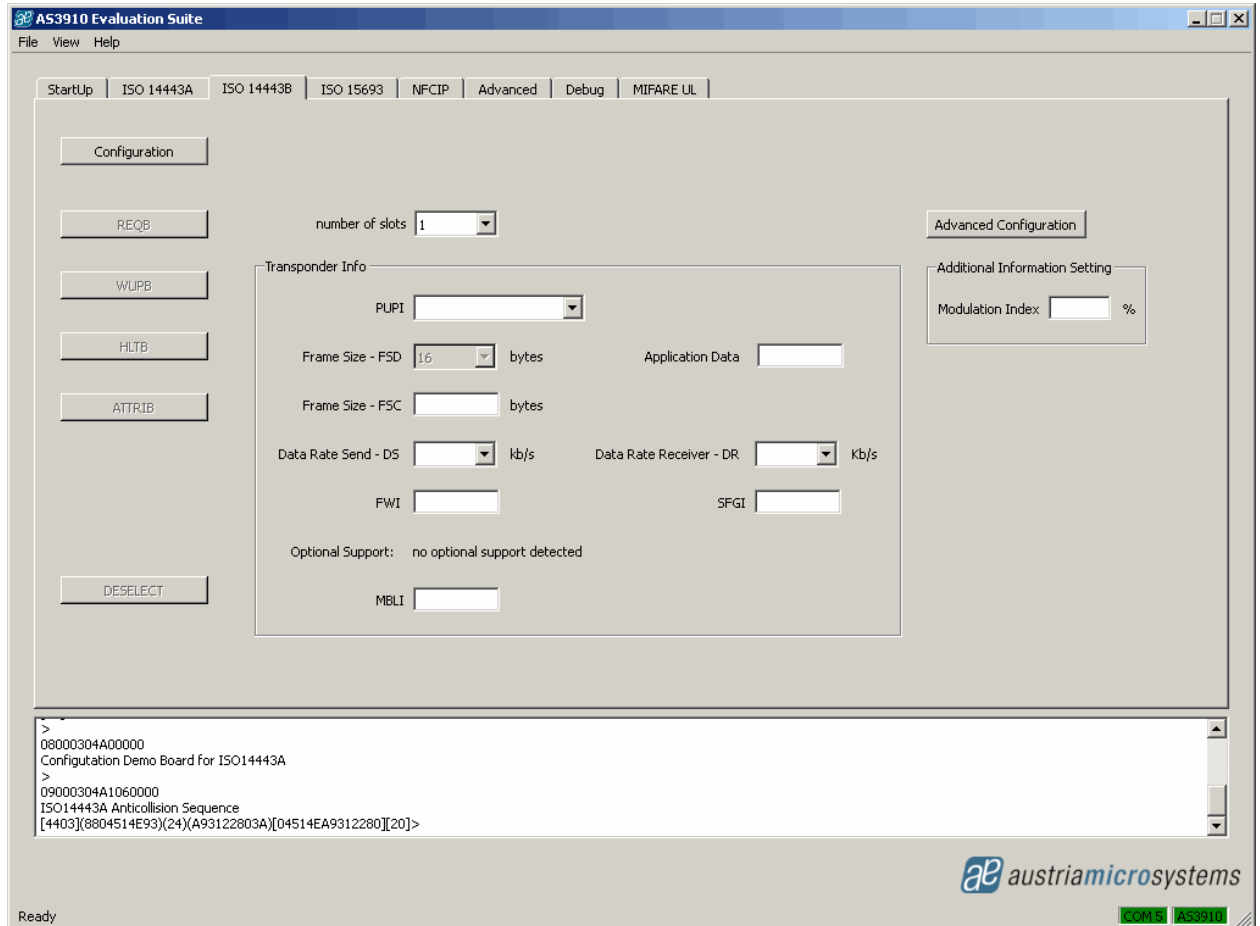 AS3910 Evaluation Suite
File View Help
StartUp ISO 14443A ISO 14443B ISO 15693 NFCIP Advanced Debug MIFARE UL
Configuration
REQB
number of slots 1
Advanced Configuration
WUPB
Transponder Info
Additional Information Setting
PUPI
Modulation Index %
HLTB
Frame Size - FSD 16 bytes
Application Data
ATTRIB
Frame Size - FSC bytes
Data Rate Send - DS kb/s
Data Rate Receiver - DR Kb/s
FWI
SFGI
Optional Support: no optional support detected
DESELECT
MBLI
>
08000304A00000
Configutation Demo Board for ISO14443A
>
09000304A1060000
ISO14443A Anticollision Sequence
[4403](8804514E93)(24)(A93122803A)[04514EA9312280][20]>
ae austriamicrosystems
Ready
COM 5 AS3910